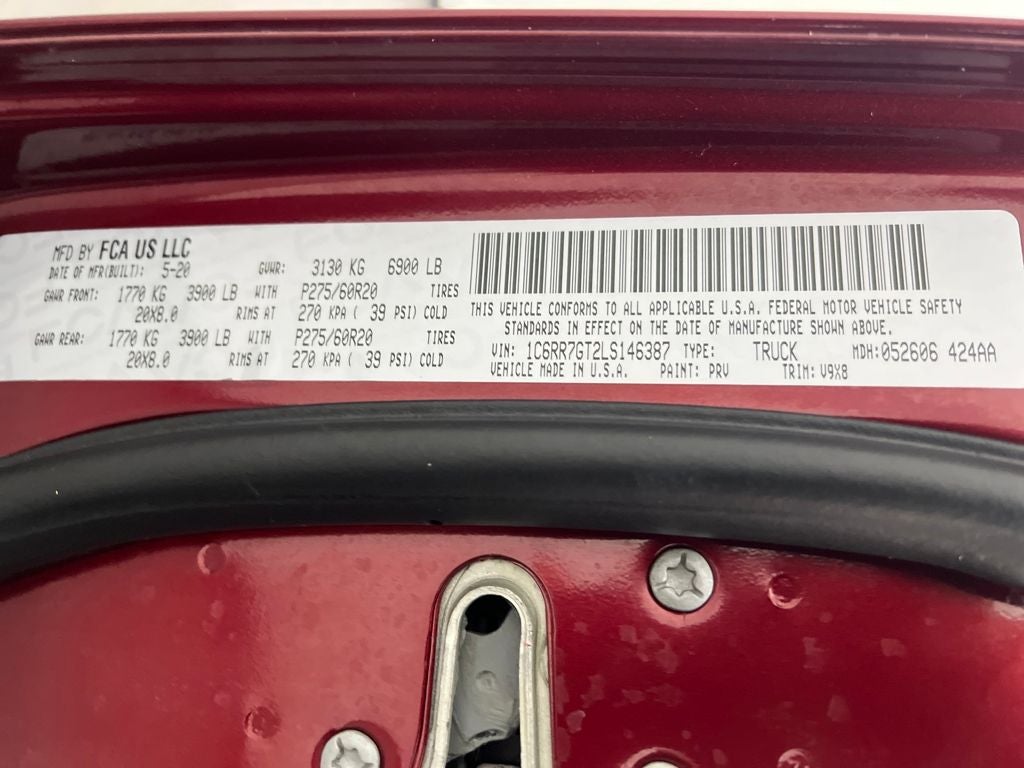 MFD BY FCA US LLC
DATE OF MFR(BUILT): 5-20 GVWR: 3130 KG 6900 LB
GAWR FRONT: 1770 KG 3900 LB WITH P275/60R20 TIRES
20X8.0 RIMS AT 270 KPA ( 39 PSI) COLD
GAWR REAR: 1770 KG 3900 LB WITH P275/60R20 TIRES
20X8.0 RIMS AT 270 KPA ( 39 PSI) COLD
THIS VEHICLE CONFORMS TO ALL APPLICABLE U.S.A. FEDERAL MOTOR VEHICLE SAFETY
STANDARDS IN EFFECT ON THE DATE OF MANUFACTURE SHOWN ABOVE.
VIN: 1C6RR7GT2LS146387 TYPE: TRUCK MDH:052606 424AA
VEHICLE MADE IN U.S.A. PAINT: PRV TRIM: V9X8